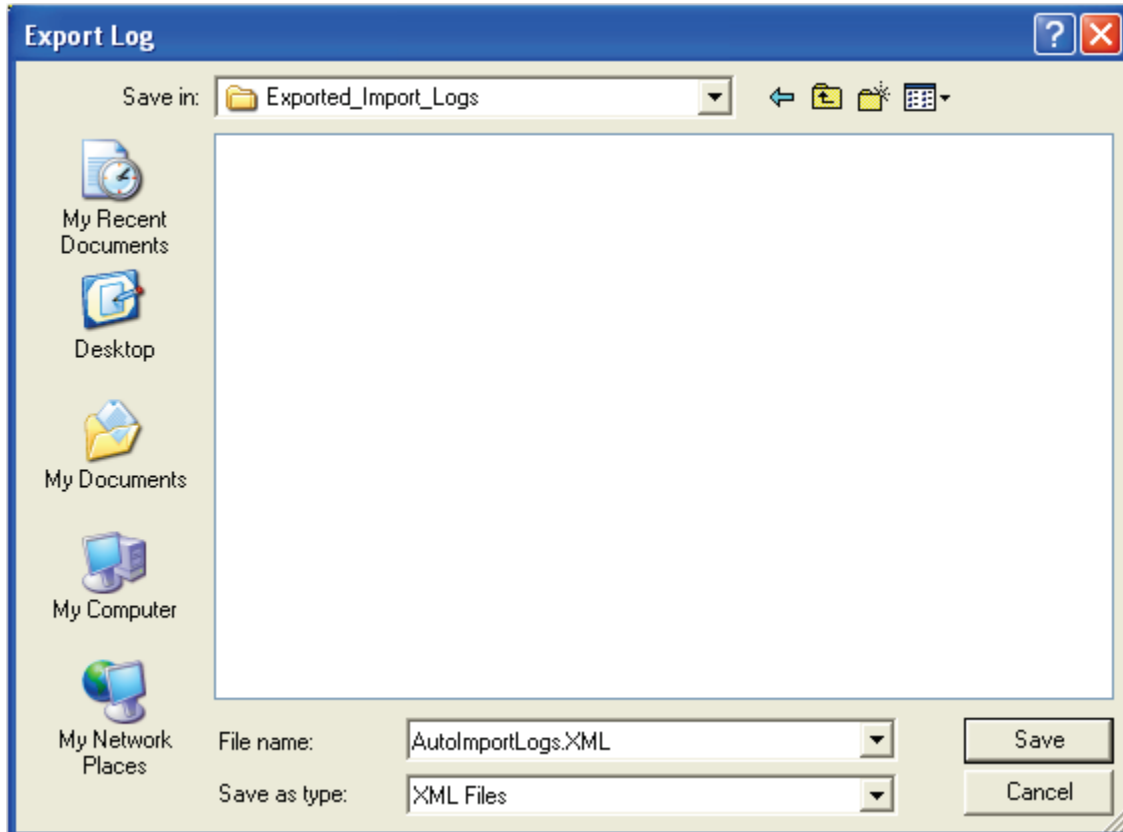 Export Log
Save in:
Exported_Import_Logs
My Recent
Documents
Desktop
My Documents
My Computer
My Network
Places
File name:
AutoImportLogs.XML
Save
Save as type:
XML Files
Cancel